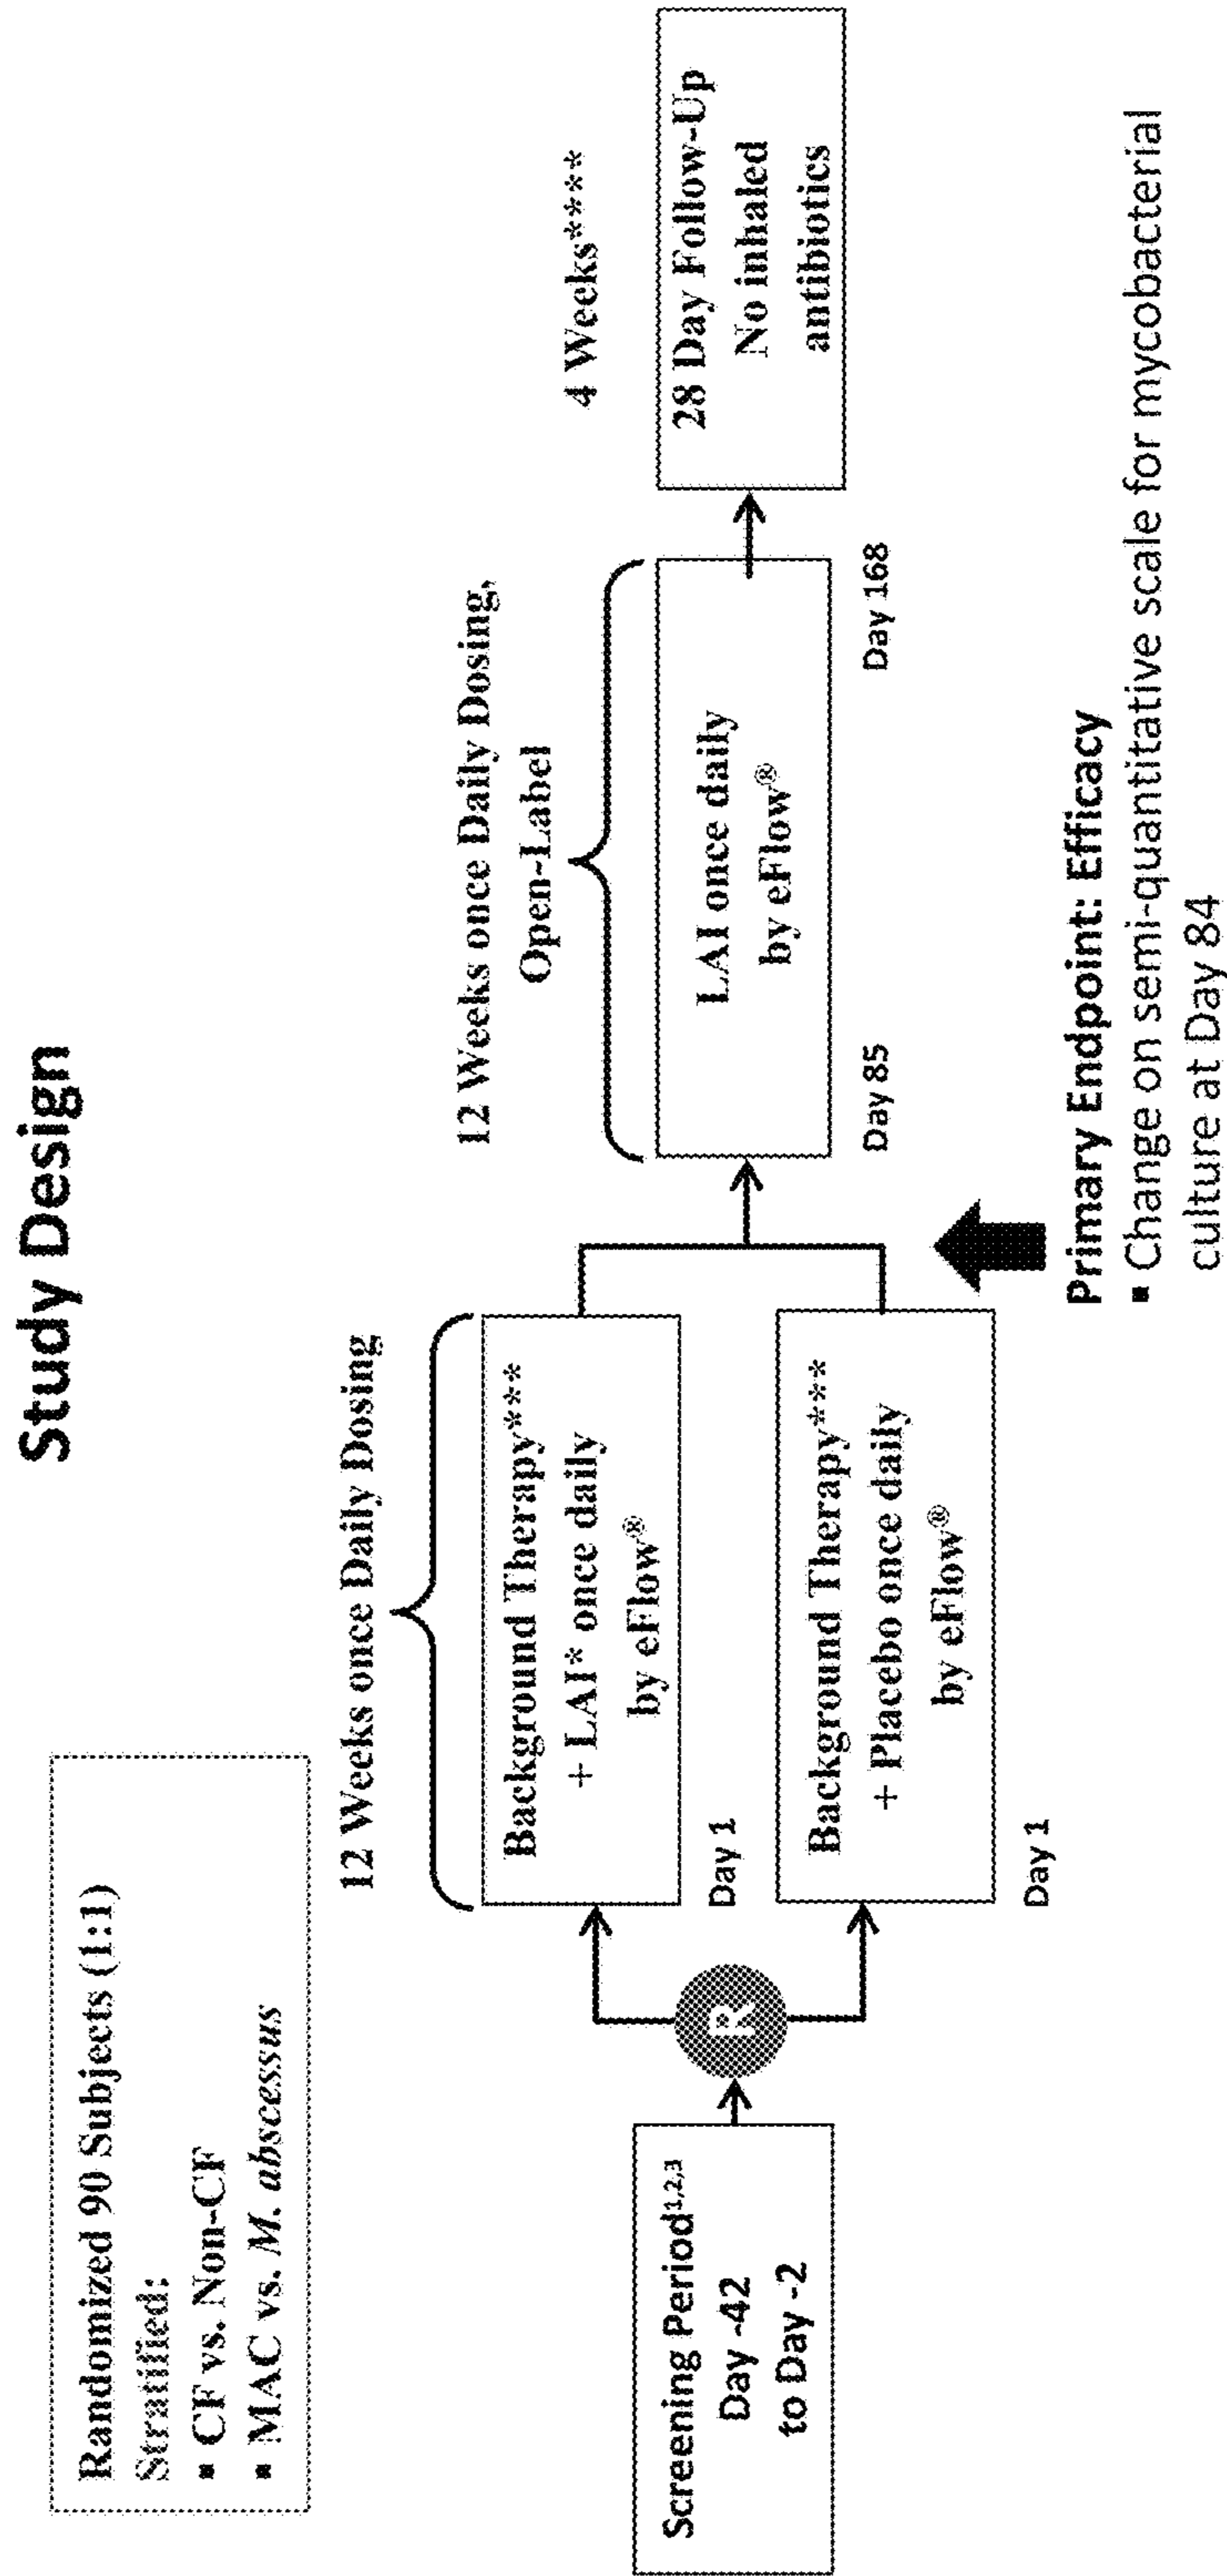 Study Design
Randomized 90 Subjects (1:1)
Stratified:
▪ CF vs. Non-CF
▪ MAC vs. M. abscessus
Screening Period1,2,3
Day -42
to Day -2
R
12 Weeks once Daily Dosing
Background Therapy***
+ LAI* once daily
by eFlow®
Day 1
Background Therapy***
+ Placebo once daily
by eFlow®
Day 1
12 Weeks once Daily Dosing,
Open-Label
LAI once daily
by eFlow®
Day 85
Day 168
4 Weeks****
28 Day Follow-Up
No inhaled
antibiotics
Primary Endpoint: Efficacy
▪ Change on semi-quantitative scale for mycobacterial
culture at Day 84